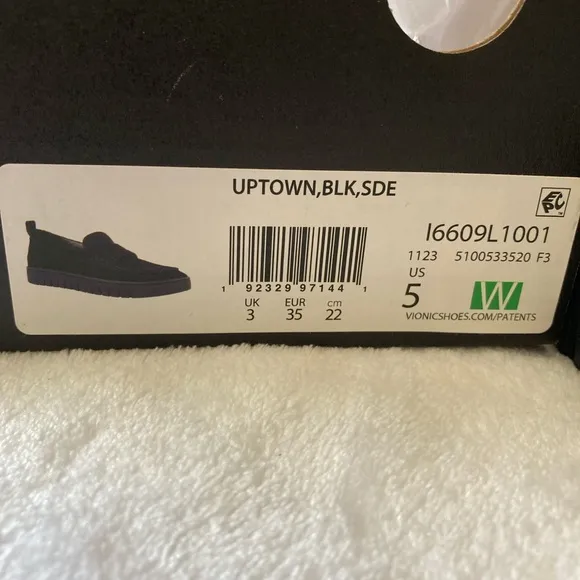 UPTOWN,BLK,SDE
EPC
I6609L1001
1123 5100533520 F3
1 92329 97144 1
UK EUR cm
3 35 22
US
5
W
VIONICSHOES.COM/PATENTS